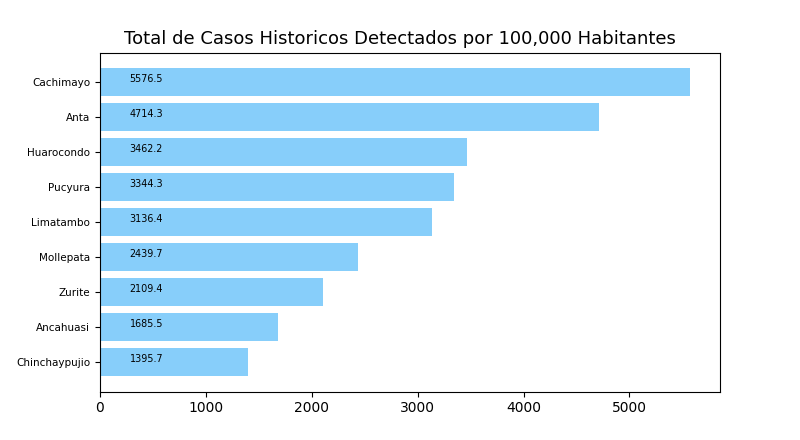 Total de Casos Historicos Detectados por 100,000 Habitantes
Cachimayo 5576.5
Anta 4714.3
Huarocondo 3462.2
Pucyura 3344.3
Limatambo 3136.4
Mollepata 2439.7
Zurite 2109.4
Ancahuasi 1685.5
Chinchaypujio 1395.7
0 1000 2000 3000 4000 5000